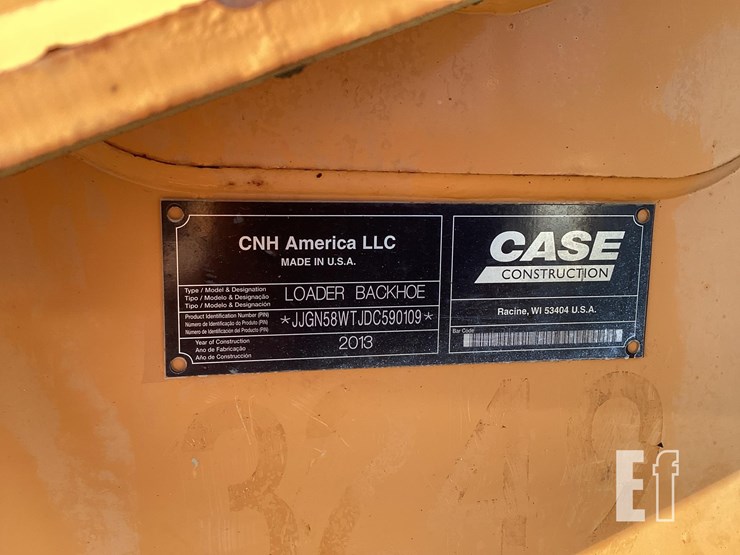 CNH America LLC
MADE IN U.S.A.
Type / Model & Designation
Tipo / Modelo & Designação
Tipo / Modelo & Designación
LOADER BACKHOE
Product Identification Number (PIN)
Número de Identificação do Produto (PIN)
Número de Identificación del Producto (PIN)
*JJGN58WTJDC590109*
Year of Construction
Ano de Fabricação
Año de Construcción
2013
CASE
CONSTRUCTION
Racine, WI 53404 U.S.A.
Bar Code
3242
Ef